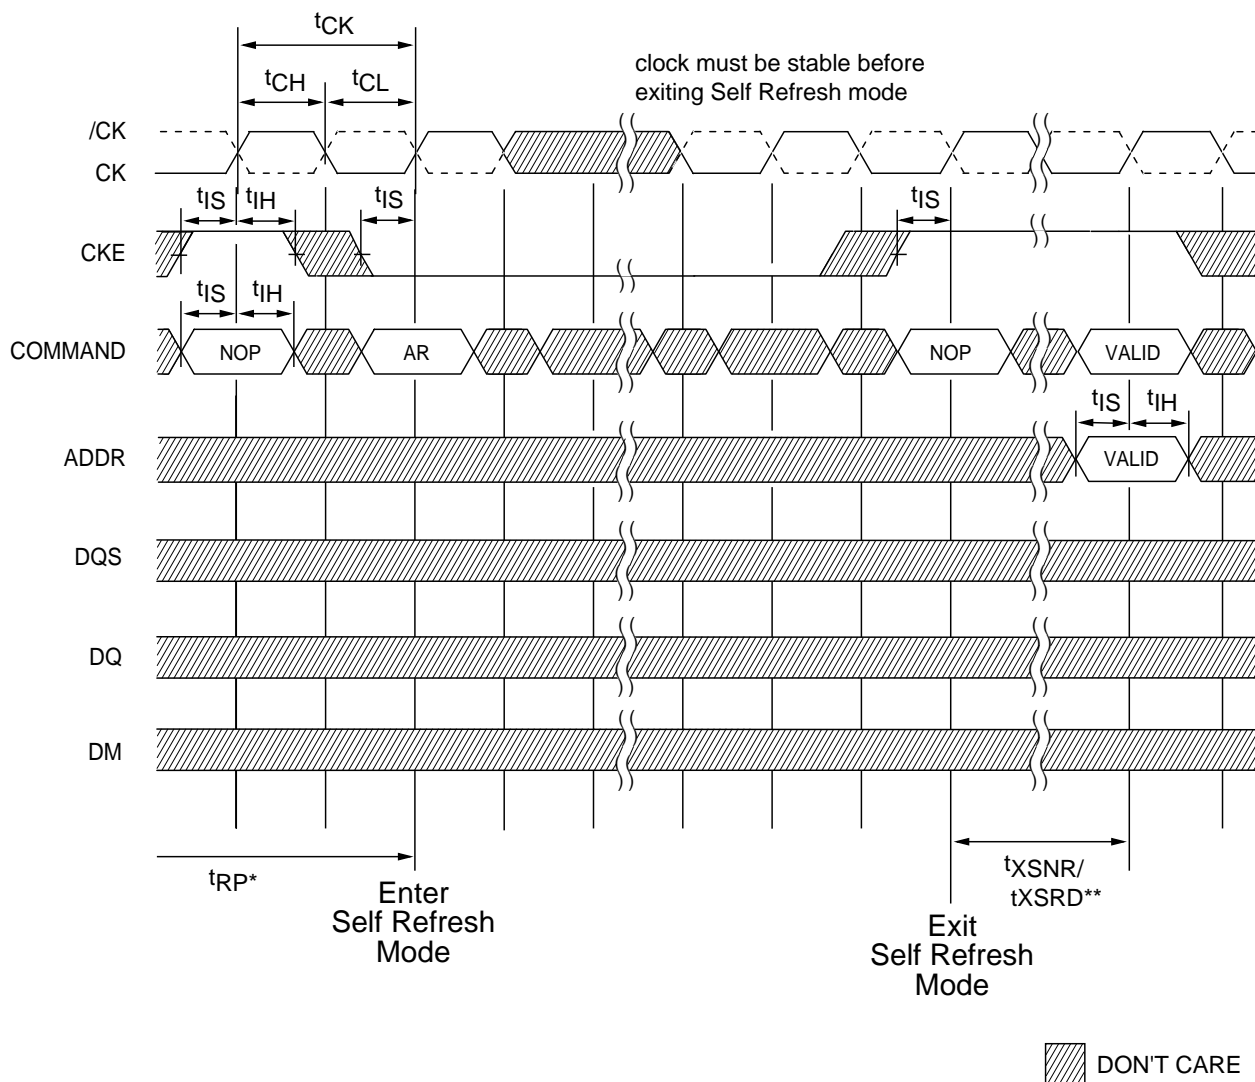 tCK
clock must be stable before
exiting Self Refresh mode
tCH tCL
/CK
CK
tIS tIH tIS tIS
CKE
tIS tIH
COMMAND NOP AR NOP VALID
tIS tIH
ADDR VALID
DQS
DQ
DM
tRP*
Enter
Self Refresh
Mode
tXSNR/
tXSRD**
Exit
Self Refresh
Mode
DON'T CARE